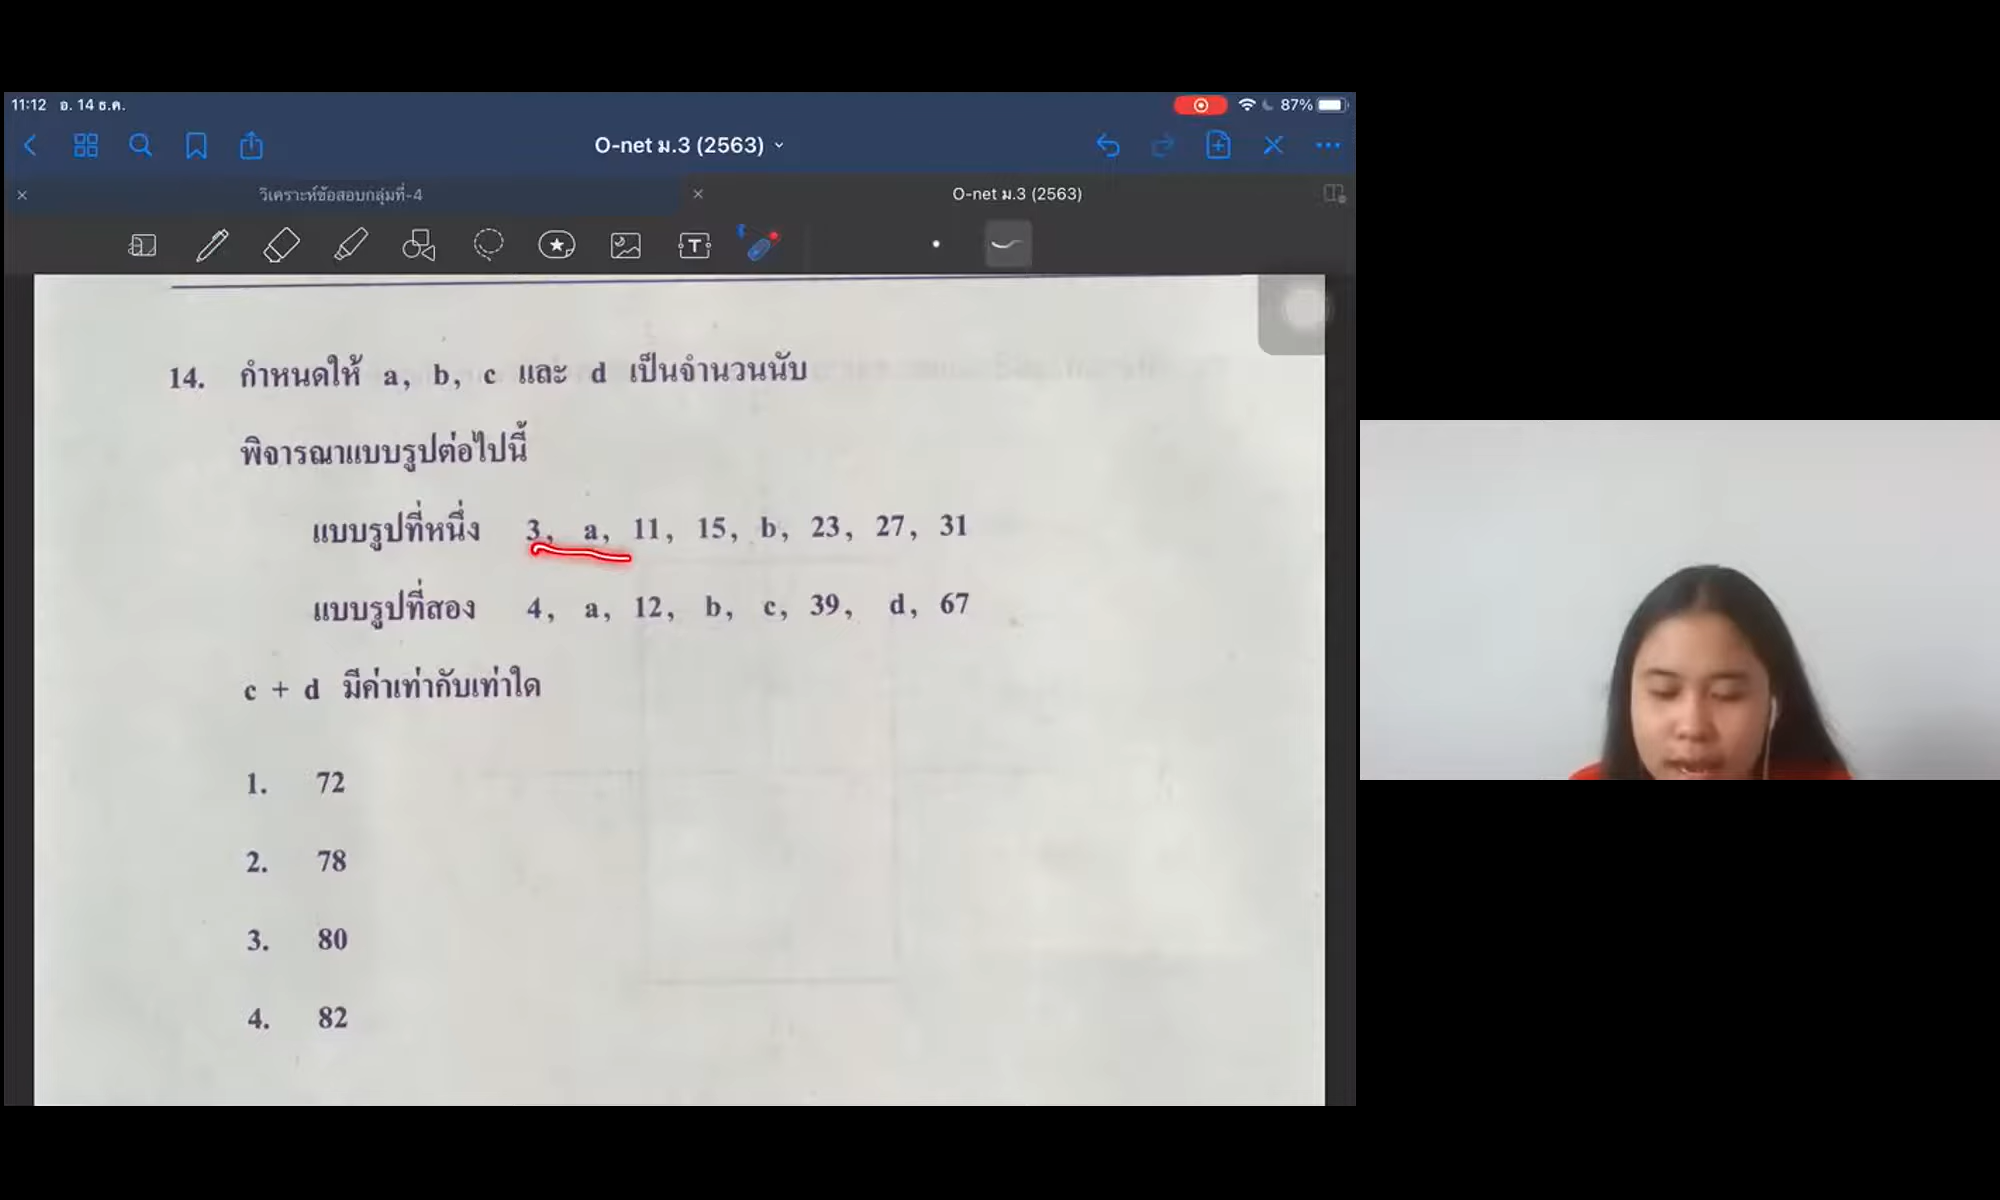 11:12 อ. 14 ธ.ค.
87%
O-net ม.3 (2563)
วิเคราะห์ข้อสอบกลุ่มที่-4
O-net ม.3 (2563)
14. กำหนดให้ a, b, c และ d เป็นจำนวนนับ
พิจารณาแบบรูปต่อไปนี้
แบบรูปที่หนึ่ง 3, a, 11, 15, b, 23, 27, 31
แบบรูปที่สอง 4, a, 12, b, c, 39, d, 67
c + d มีค่าเท่ากับเท่าใด
1. 72
2. 78
3. 80
4. 82